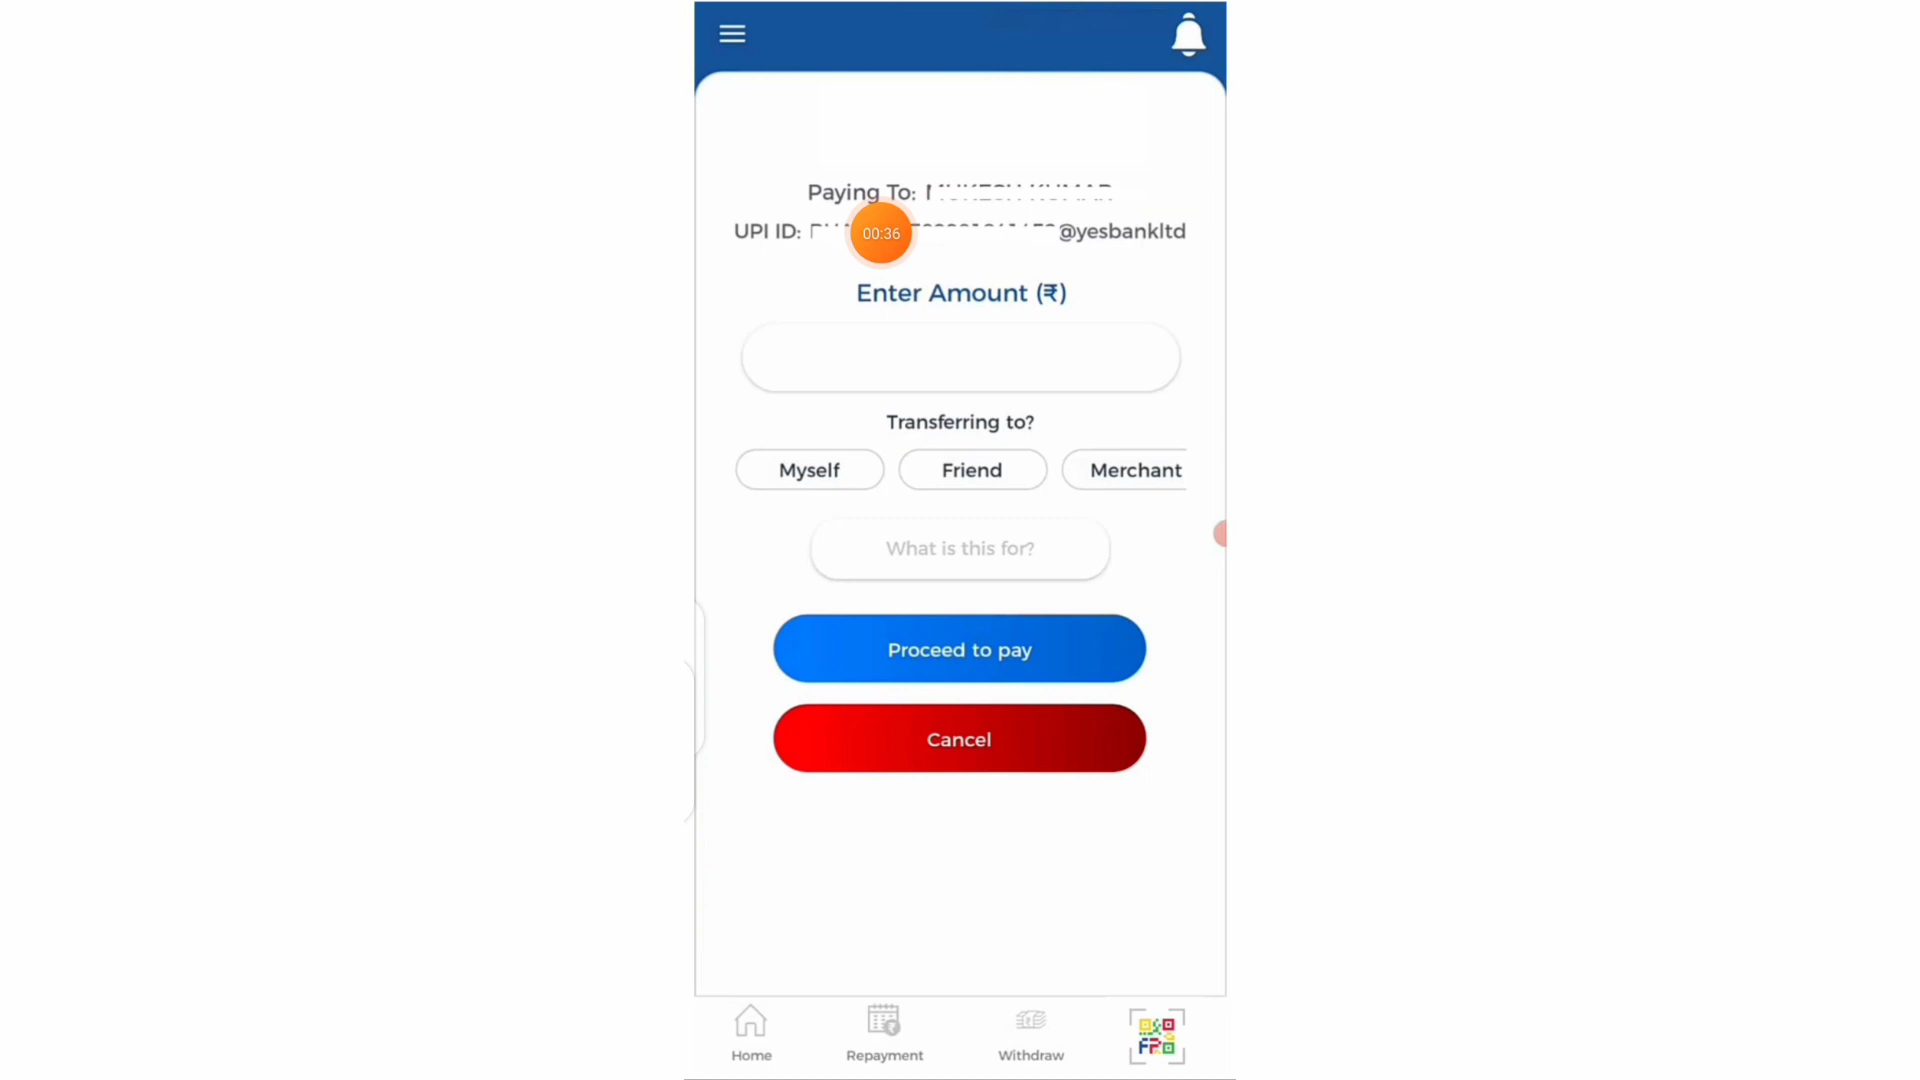 Paying To:
UPI ID: @yesbankltd
00:36
Enter Amount (₹)
Transferring to?
Myself Friend Merchant
What is this for?
Proceed to pay
Cancel
Home Repayment Withdraw